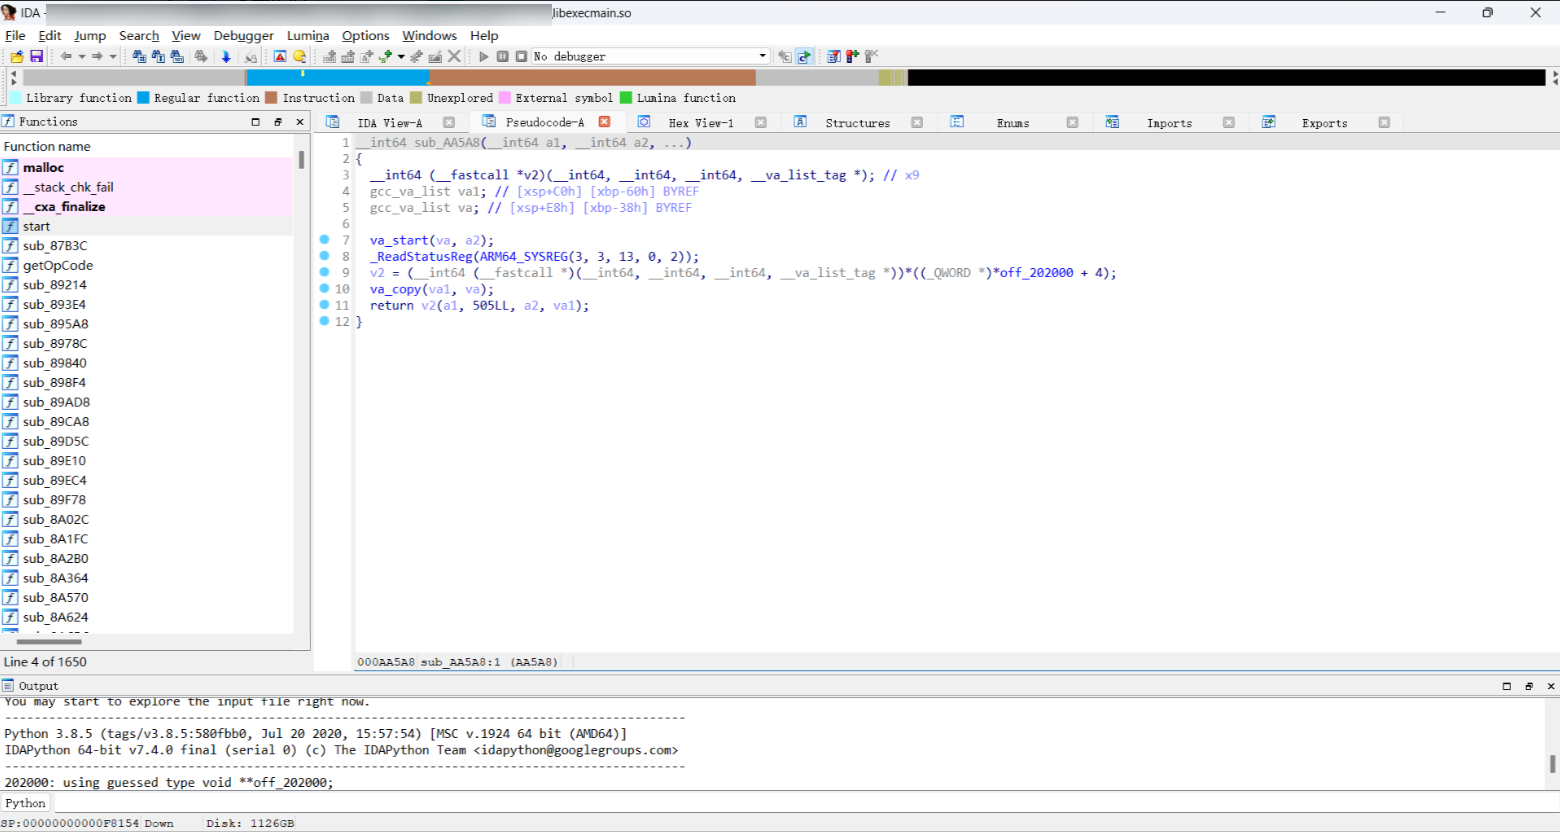 IDA - libexecmain.so
File Edit Jump Search View Debugger Lumina Options Windows Help
No debugger
Library function Regular function Instruction Data Unexplored External symbol Lumina function
Functions
Function name
malloc
__stack_chk_fail
__cxa_finalize
start
sub_87B3C
getOpCode
sub_89214
sub_893E4
sub_895A8
sub_8978C
sub_89840
sub_898F4
sub_89AD8
sub_89CA8
sub_89D5C
sub_89E10
sub_89EC4
sub_89F78
sub_8A02C
sub_8A1FC
sub_8A2B0
sub_8A364
sub_8A570
sub_8A624
Line 4 of 1650
IDA View-A Pseudocode-A Hex View-1 Structures Enums Imports Exports
1 __int64 sub_AA5A8(__int64 a1, __int64 a2, ...)
2 {
3 __int64 (__fastcall *v2)(__int64, __int64, __int64, __va_list_tag *); // x9
4 gcc_va_list va1; // [xsp+C0h] [xbp-60h] BYREF
5 gcc_va_list va; // [xsp+E8h] [xbp-38h] BYREF
6
7 va_start(va, a2);
8 _ReadStatusReg(ARM64_SYSREG(3, 3, 13, 0, 2));
9 v2 = (__int64 (__fastcall *)(__int64, __int64, __int64, __va_list_tag *))*((_QWORD *)*off_202000 + 4);
10 va_copy(va1, va);
11 return v2(a1, 505LL, a2, va1);
12 }
000AA5A8 sub_AA5A8:1 (AA5A8)
Output
You may start to explore the input file right now.
---------------------------------------------------------------------------------------------
Python 3.8.5 (tags/v3.8.5:580fbb0, Jul 20 2020, 15:57:54) [MSC v.1924 64 bit (AMD64)]
IDAPython 64-bit v7.4.0 final (serial 0) (c) The IDAPython Team <idapython@googlegroups.com>
---------------------------------------------------------------------------------------------
202000: using guessed type void **off_202000;
Python
SP:00000000000F8154 Down Disk: 1126GB